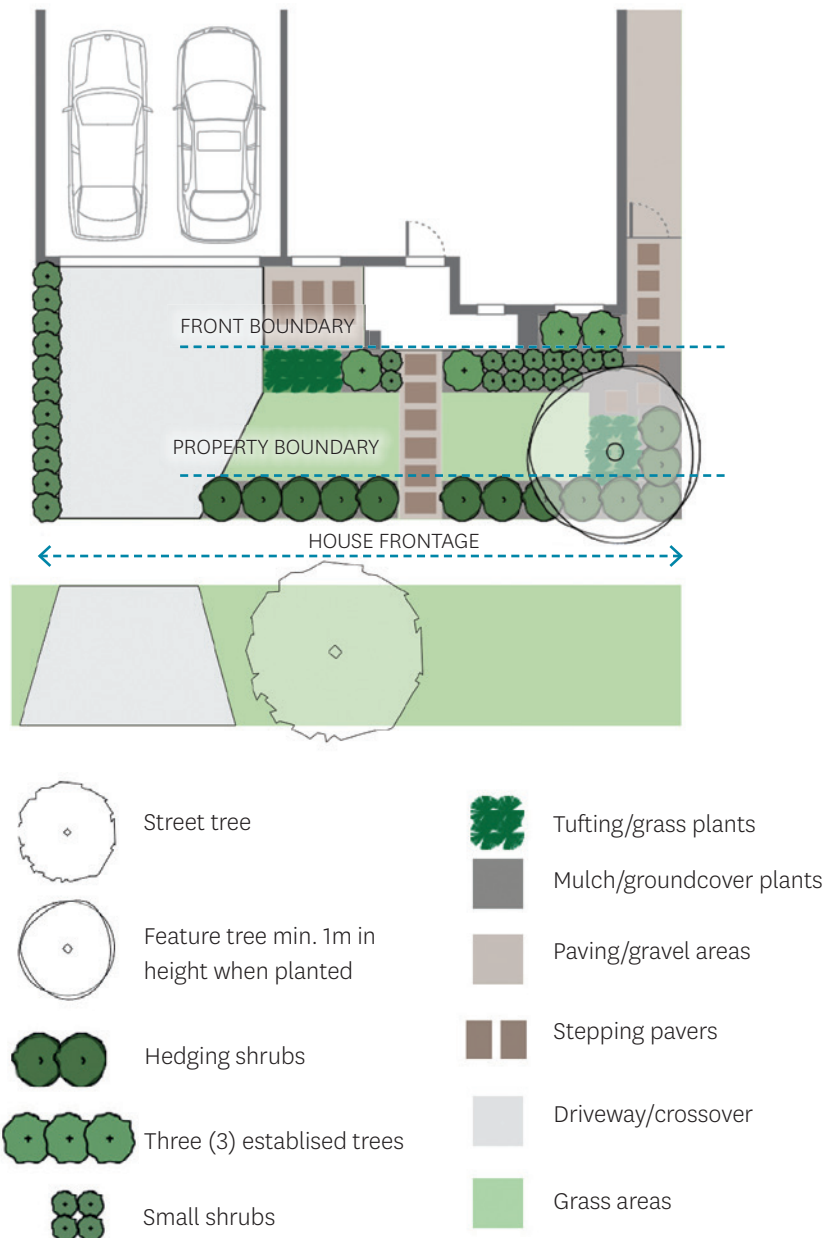 FRONT BOUNDARY
PROPERTY BOUNDARY
HOUSE FRONTAGE
Street tree
Feature tree min. 1m in
height when planted
Hedging shrubs
Three (3) establised trees
Small shrubs
Tufting/grass plants
Mulch/groundcover plants
Paving/gravel areas
Stepping pavers
Driveway/crossover
Grass areas